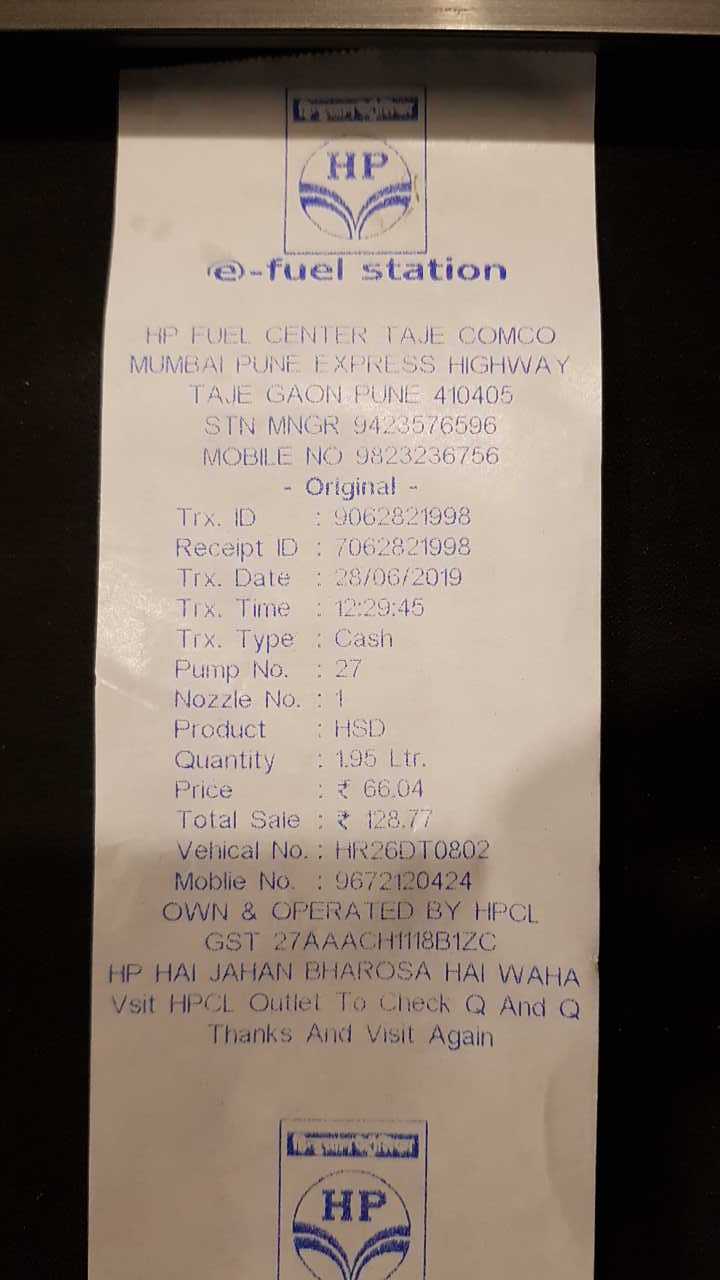 HP
e-fuel station
HP FUEL CENTER TAJE COMCO
MUMBAI PUNE EXPRESS HIGHWAY
TAJE GAON PUNE 410405
STN MNGR 9423576596
MOBILE NO 9823236756
- Original -
Trx. ID : 9062821998
Receipt ID : 7062821998
Trx. Date : 28/06/2019
Trx. Time : 12:29:45
Trx. Type : Cash
Pump No. : 27
Nozzle No. : 1
Product : HSD
Quantity : 1.95 Ltr.
Price : ₹ 66.04
Total Sale : ₹ 128.77
Vehical No. : HR26DT0802
Moblie No. : 9672120424
OWN & OPERATED BY HPCL
GST 27AAACH1118B1ZC
HP HAI JAHAN BHAROSA HAI WAHA
Vsit HPCL Outlet To Check Q And Q
Thanks And Visit Again
HP